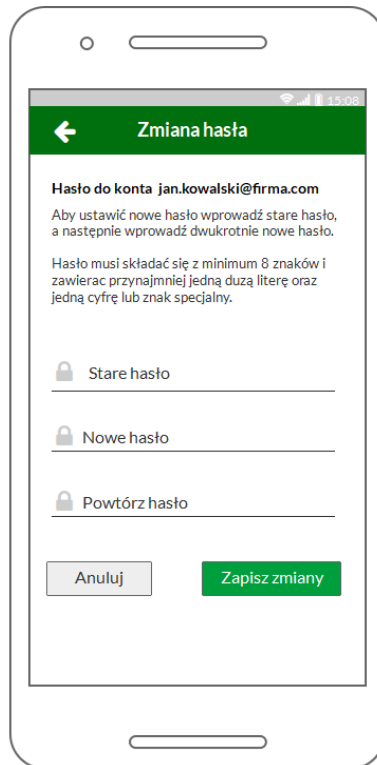 15:08
Zmiana hasła
Hasło do konta jan.kowalski@firma.com
Aby ustawić nowe hasło wprowadź stare hasło,
a następnie wprowadź dwukrotnie nowe hasło.
Hasło musi składać się z minimum 8 znaków i
zawierac przynajmniej jedną duzą literę oraz
jedną cyfrę lub znak specjalny.
Stare hasło
Nowe hasło
Powtórz hasło
Anuluj Zapisz zmiany